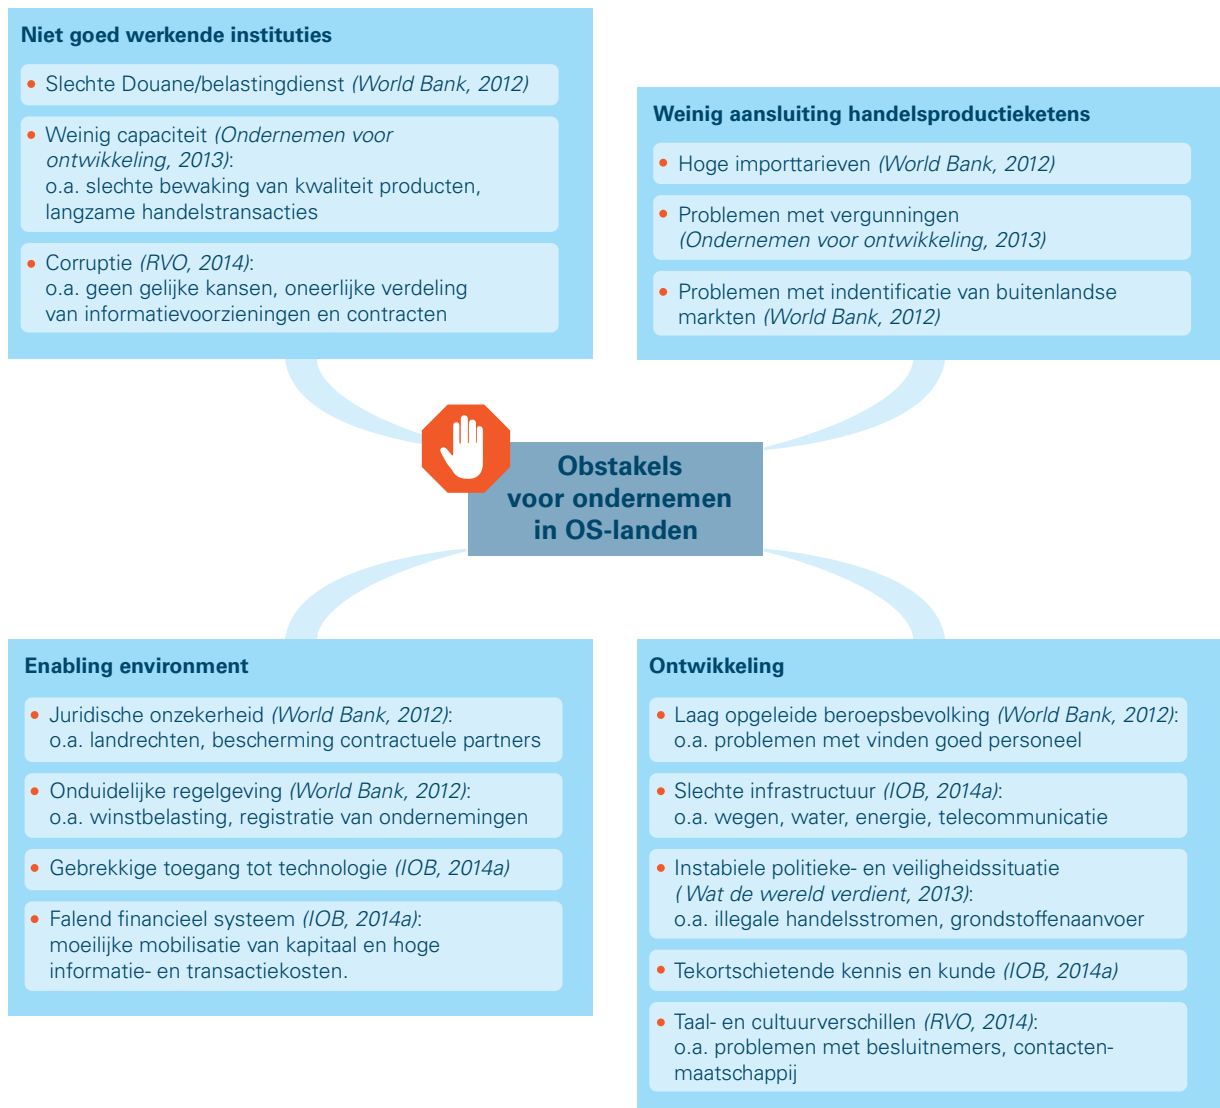 Niet goed werkende instituties
• Slechte Douane/belastingdienst (World Bank, 2012)
• Weinig capaciteit (Ondernemen voor
ontwikkeling, 2013):
o.a. slechte bewaking van kwaliteit producten,
langzame handelstransacties
• Corruptie (RVO, 2014):
o.a. geen gelijke kansen, oneerlijke verdeling
van informatievoorzieningen en contracten
Weinig aansluiting handelsproductieketens
• Hoge importtarieven (World Bank, 2012)
• Problemen met vergunningen
(Ondernemen voor ontwikkeling, 2013)
• Problemen met indentificatie van buitenlandse
markten (World Bank, 2012)
Obstakels
voor ondernemen
in OS-landen
Enabling environment
• Juridische onzekerheid (World Bank, 2012):
o.a. landrechten, bescherming contractuele partners
• Onduidelijke regelgeving (World Bank, 2012):
o.a. winstbelasting, registratie van ondernemingen
• Gebrekkige toegang tot technologie (IOB, 2014a)
• Falend financieel systeem (IOB, 2014a):
moeilijke mobilisatie van kapitaal en hoge
informatie- en transactiekosten.
Ontwikkeling
• Laag opgeleide beroepsbevolking (World Bank, 2012):
o.a. problemen met vinden goed personeel
• Slechte infrastructuur (IOB, 2014a):
o.a. wegen, water, energie, telecommunicatie
• Instabiele politieke- en veiligheidssituatie
( Wat de wereld verdient, 2013):
o.a. illegale handelsstromen, grondstoffenaanvoer
• Tekortschietende kennis en kunde (IOB, 2014a)
• Taal- en cultuurverschillen (RVO, 2014):
o.a. problemen met besluitnemers, contacten-
maatschappij